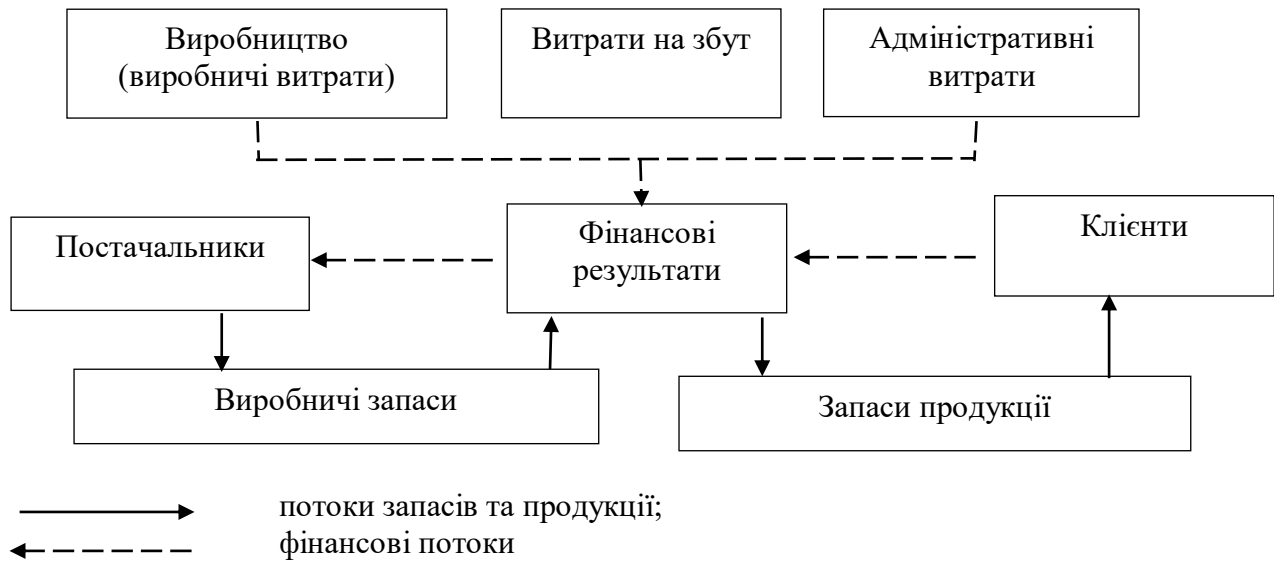 Виробництво
(виробничі витрати)
Витрати на збут
Адміністративні
витрати
Постачальники
Фінансові
результати
Клієнти
Виробничі запаси
Запаси продукції
потоки запасів та продукції;
фінансові потоки